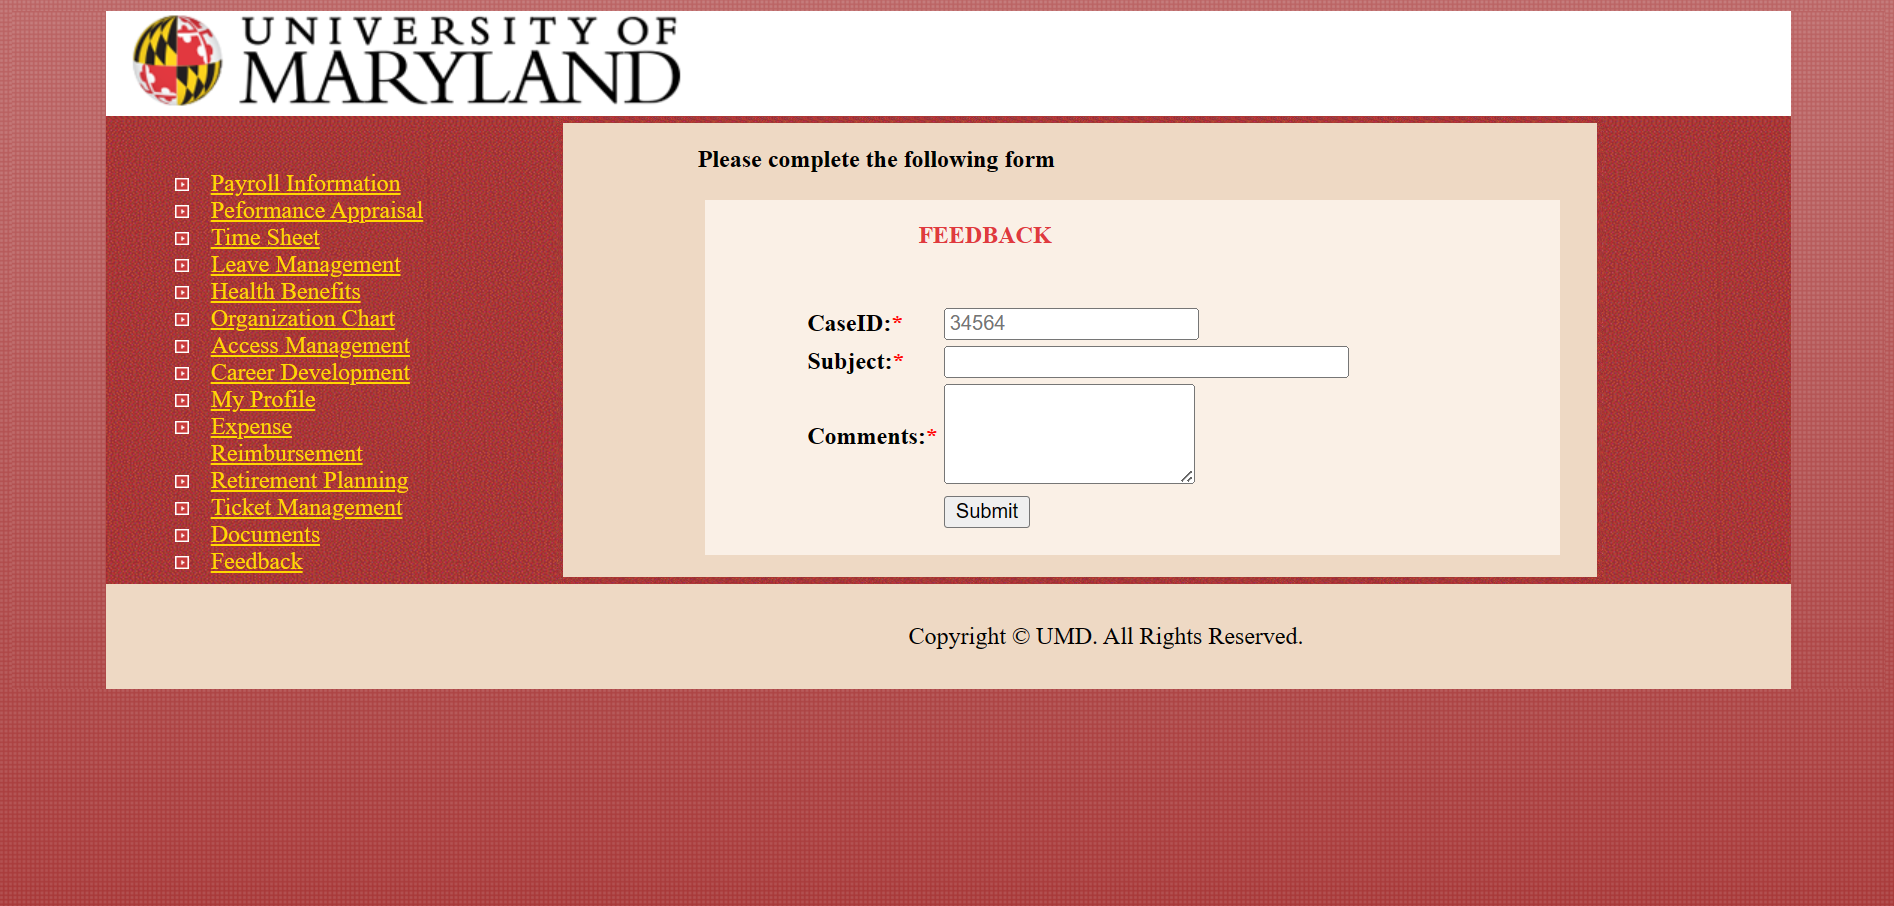 UNIVERSITY OF
MARYLAND
Payroll Information
Peformance Appraisal
Time Sheet
Leave Management
Health Benefits
Organization Chart
Access Management
Career Development
My Profile
Expense
Reimbursement
Retirement Planning
Ticket Management
Documents
Feedback
Please complete the following form
FEEDBACK
CaseID:* 34564
Subject:*
Comments:*
Submit
Copyright © UMD. All Rights Reserved.